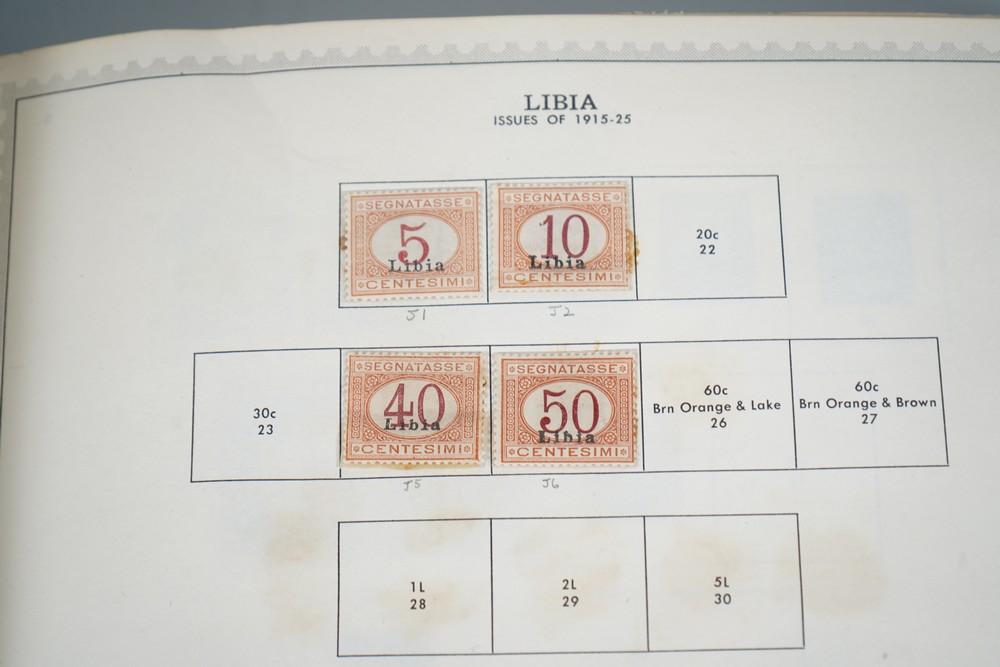 LIBIA
ISSUES OF 1915-25
SEGNATASSE
5
Libia
CENTESIMI
SEGNATASSE
10
Libia
CENTESIMI
20c
22
J1
J2
30c
23
SEGNATASSE
40
Libia
CENTESIMI
SEGNATASSE
50
Libia
CENTESIMI
60c
Brn Orange & Lake
26
60c
Brn Orange & Brown
27
J5
J6
1L
28
2L
29
5L
30